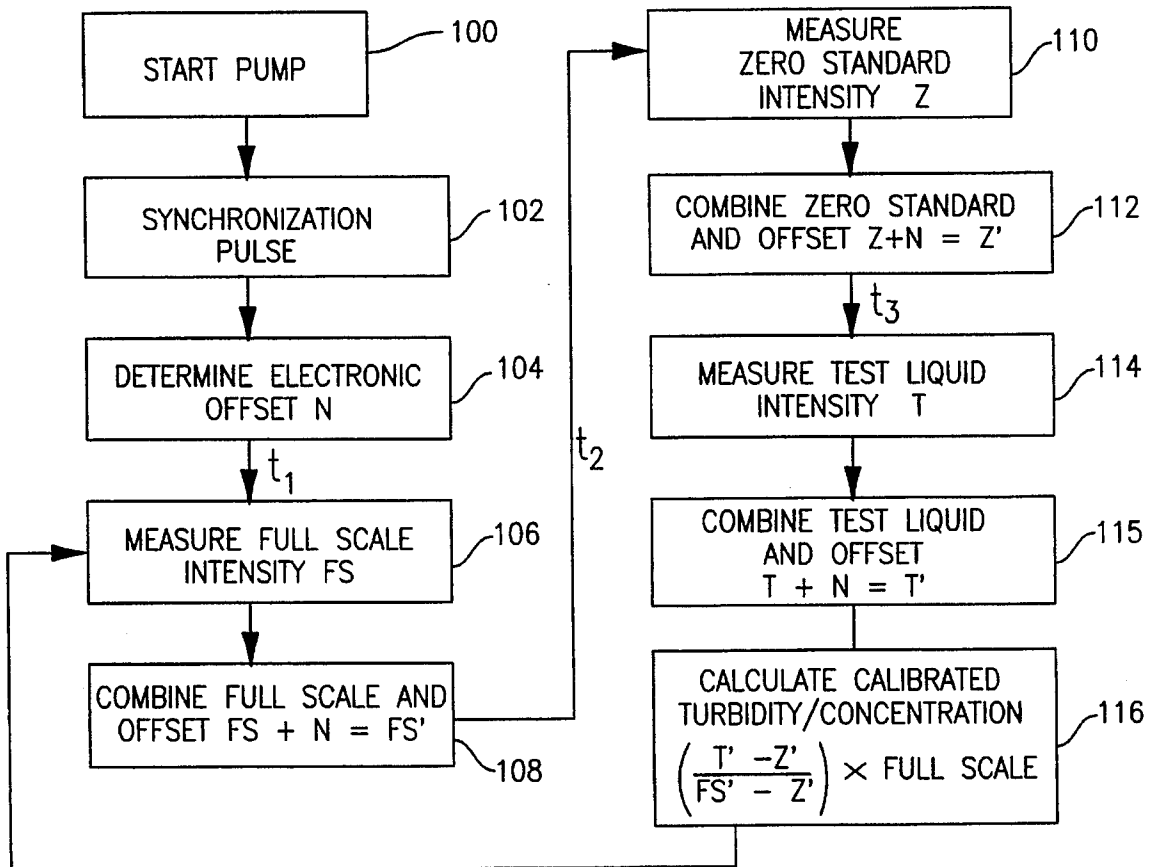 START PUMP
100
SYNCHRONIZATION
PULSE
102
DETERMINE ELECTRONIC
OFFSET N
104
t₁
MEASURE FULL SCALE
INTENSITY FS
106
COMBINE FULL SCALE AND
OFFSET FS + N = FS'
108
t₂
MEASURE
ZERO STANDARD
INTENSITY Z
110
COMBINE ZERO STANDARD
AND OFFSET Z+N = Z'
112
t₃
MEASURE TEST LIQUID
INTENSITY T
114
COMBINE TEST LIQUID
AND OFFSET
T + N = T'
115
CALCULATE CALIBRATED
TURBIDITY/CONCENTRATION
(T' -Z' / FS' - Z') × FULL SCALE
116